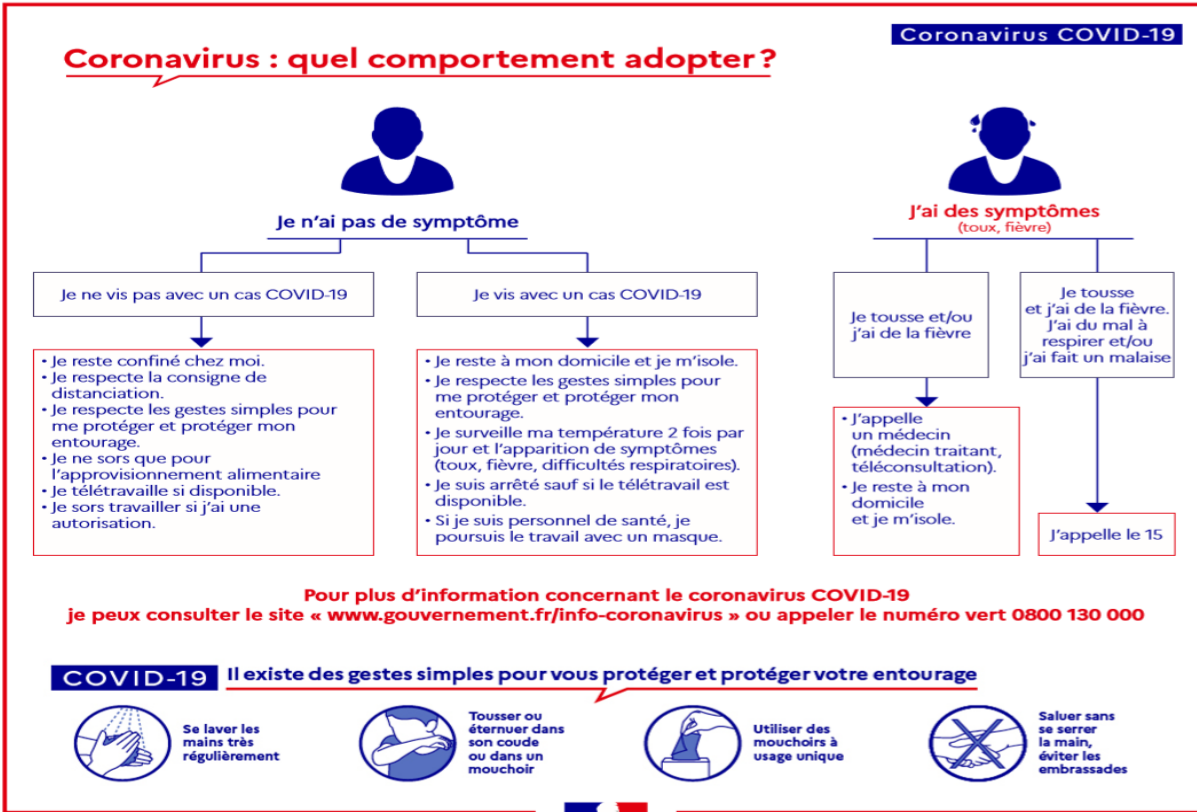 Coronavirus COVID-19
Coronavirus : quel comportement adopter ?
Je n'ai pas de symptôme
J'ai des symptômes
(toux, fièvre)
Je ne vis pas avec un cas COVID-19
Je vis avec un cas COVID-19
Je tousse et/ou
j'ai de la fièvre
Je tousse
et j'ai de la fièvre.
J'ai du mal à
respirer et/ou
j'ai fait un malaise
• Je reste confiné chez moi.
• Je respecte la consigne de
distanciation.
• Je respecte les gestes simples pour
me protéger et protéger mon
entourage.
• Je ne sors que pour
l'approvisionnement alimentaire
• Je télétravaille si disponible.
• Je sors travailler si j'ai une
autorisation.
• Je reste à mon domicile et je m'isole.
• Je respecte les gestes simples pour
me protéger et protéger mon
entourage.
• Je surveille ma température 2 fois par
jour et l'apparition de symptômes
(toux, fièvre, difficultés respiratoires).
• Je suis arrêté sauf si le télétravail est
disponible.
• Si je suis personnel de santé, je
poursuis le travail avec un masque.
• J'appelle
un médecin
(médecin traitant,
téléconsultation).
• Je reste à mon
domicile
et je m'isole.
J'appelle le 15
Pour plus d'information concernant le coronavirus COVID-19
je peux consulter le site « www.gouvernement.fr/info-coronavirus » ou appeler le numéro vert 0800 130 000
COVID-19 Il existe des gestes simples pour vous protéger et protéger votre entourage
Se laver les
mains très
régulièrement
Tousser ou
éternuer dans
son coude
ou dans un
mouchoir
Utiliser des
mouchoirs à
usage unique
Saluer sans
se serrer
la main,
éviter les
embrassades